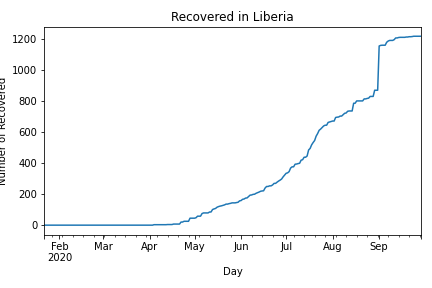 Recovered in Liberia
Number of Recovered
1200
1000
800
600
400
200
0
Feb Mar Apr May Jun Jul Aug Sep
2020
Day